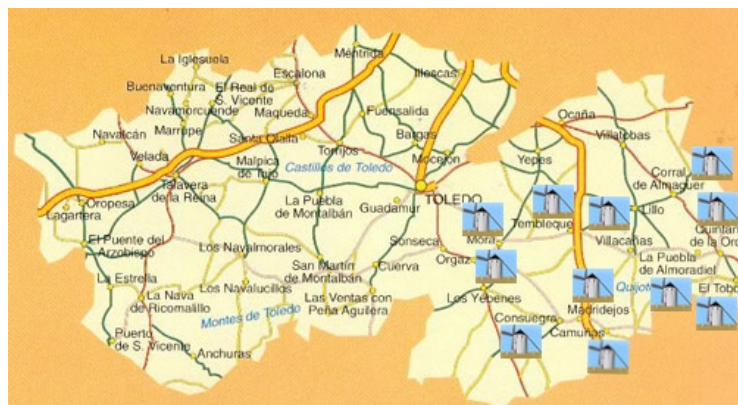 La Iglesuela
Méntrida
Escalona
Illescas
Buenaventura
El Real de
S. Vicente
Navamorcuende
Maqueda
Fuensalida
Ocaña
Navalcán
Marrupe
Santa Olalla
Bargas
Villatobas
Velada
Torrijos
Mocejón
Yepes
Malpica
de Tajo
Castillos de Toledo
Corral
de Almaguer
Talavera
de la Reina
Oropesa
Lagartera
La Puebla
de Montalbán
Guadamur
TOLEDO
Lillo
Tembleque
El Puente del
Arzobispo
Los Navalmorales
Sonseca
Mora
Villacañas
Quintan
de la Or
Orgaz
La Puebla
de Almoradiel
La Estrella
San Martín
de Montalbán
Cuerva
Los Navalucillos
La Nava
de Ricomalillo
Las Ventas con
Peña Aguilera
Los Yébenes
Quijot
El Tobo
Montes de Toledo
Consuegra
Madridejos
Puerto
de S. Vicente
Camuñas
Anchuras